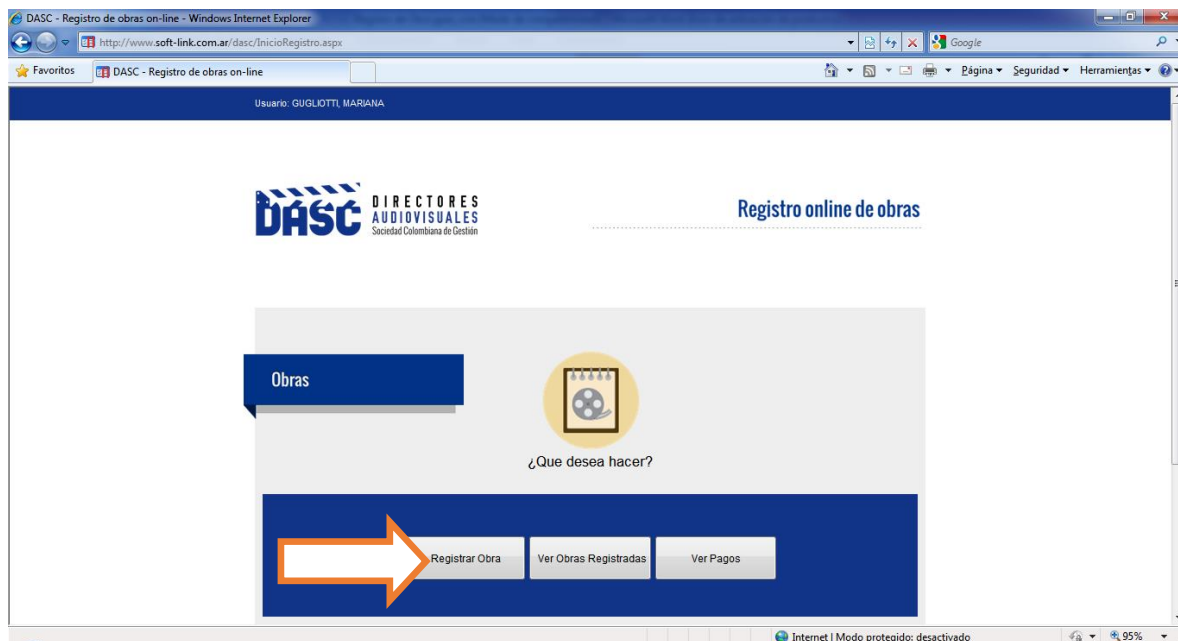 DASC - Registro de obras on-line - Windows Internet Explorer
http://www.soft-link.com.ar/dasc/InicioRegistro.aspx
Google
Favoritos
DASC - Registro de obras on-line
Página
Seguridad
Herramientas
Usuario: GUGLIOTTI, MARIANA
DASC
DIRECTORES
AUDIOVISUALES
Sociedad Colombiana de Gestión
Registro online de obras
Obras
¿Que desea hacer?
Registrar Obra
Ver Obras Registradas
Ver Pagos
Internet | Modo protegido: desactivado
95%